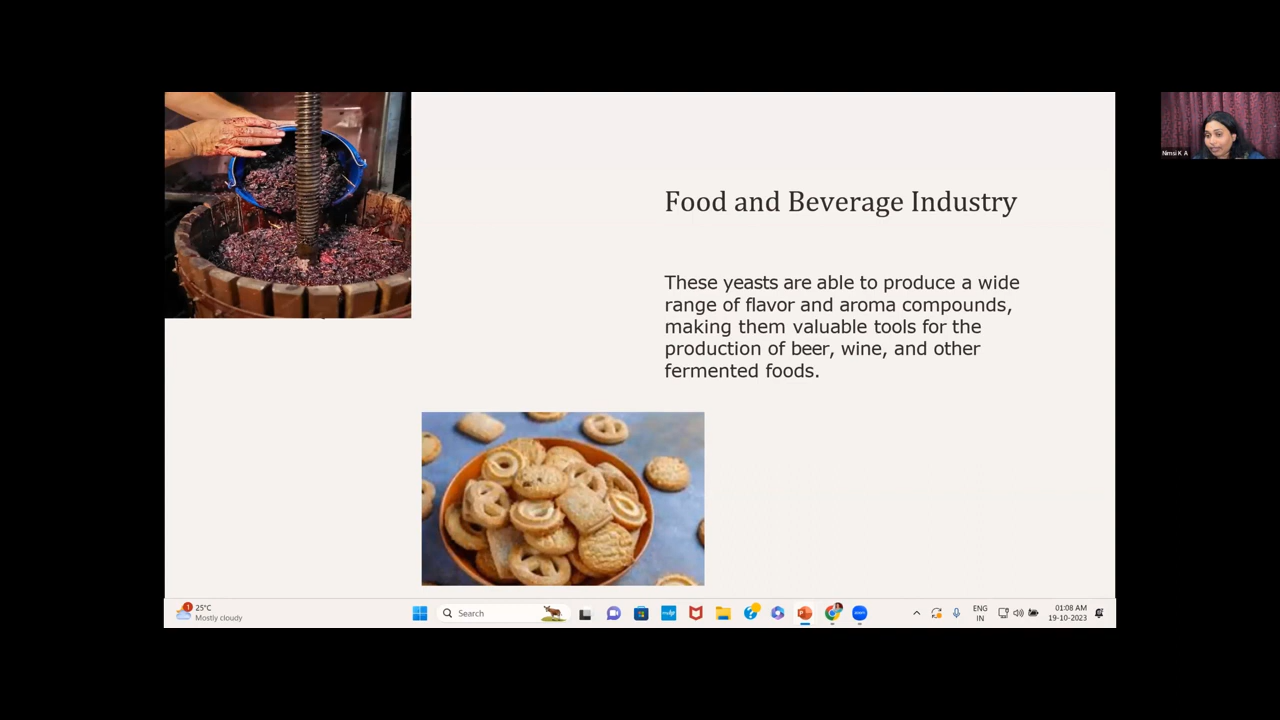 Food and Beverage Industry
These yeasts are able to produce a wide
range of flavor and aroma compounds,
making them valuable tools for the
production of beer, wine, and other
fermented foods.
Nimsi K A
1
25°C
Mostly cloudy
Search
ENG
IN
01:08 AM
19-10-2023